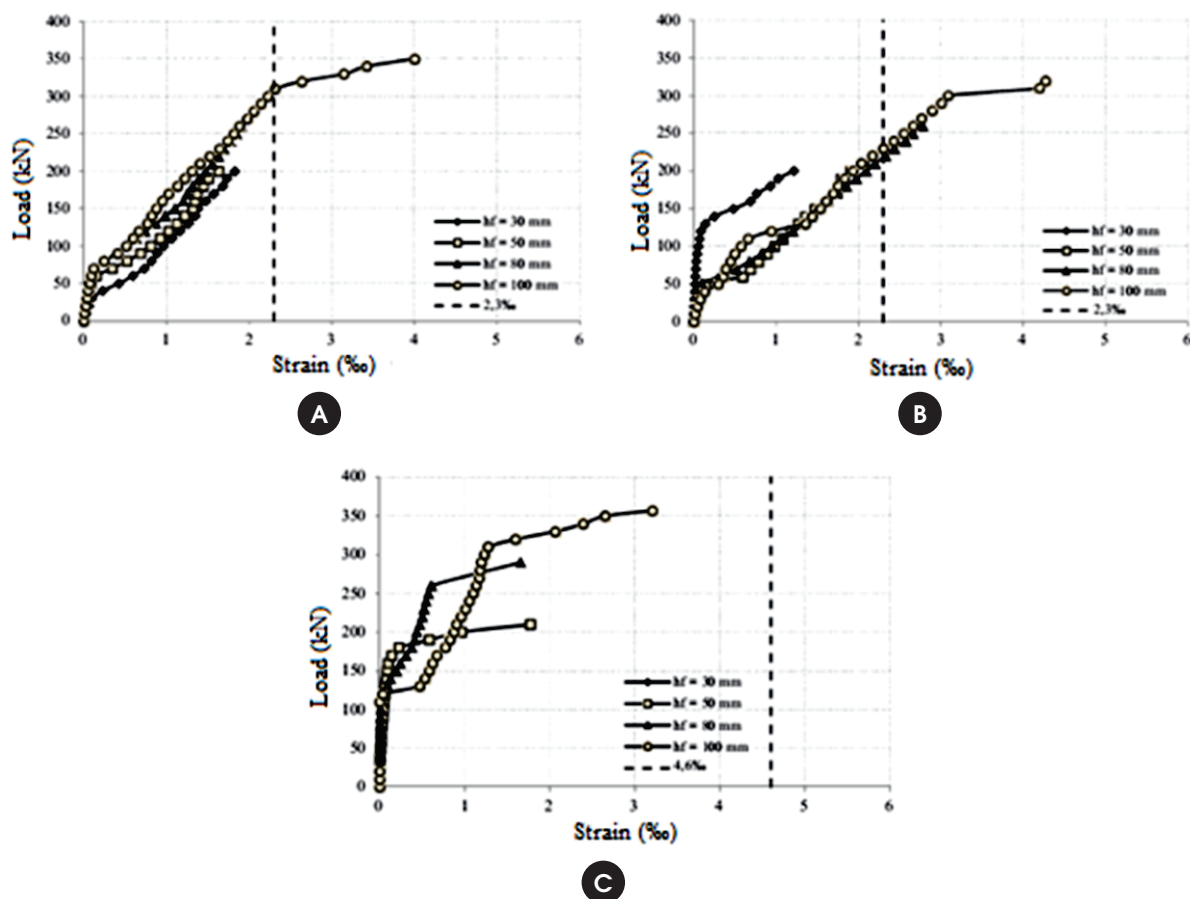 400
350
300
250
200
150
100
50
0
Load (kN)
hf = 30 mm
hf = 50 mm
hf = 80 mm
hf = 100 mm
2,3‰
0 1 2 3 4 5 6
Strain (‰)
A
400
350
300
250
200
150
100
50
0
Load (kN)
hf = 30 mm
hf = 50 mm
hf = 80 mm
hf = 100 mm
2,3‰
0 1 2 3 4 5 6
Strain (‰)
B
400
350
300
250
200
150
100
50
0
Load (kN)
hf = 30 mm
hf = 50 mm
hf = 80 mm
hf = 100 mm
4,6‰
0 1 2 3 4 5 6
Strain (‰)
C